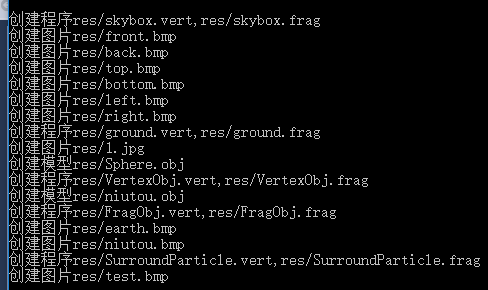 创建程序res/skybox.vert,res/skybox.frag
创建图片res/front.bmp
创建图片res/back.bmp
创建图片res/top.bmp
创建图片res/bottom.bmp
创建图片res/left.bmp
创建图片res/right.bmp
创建程序res/ground.vert,res/ground.frag
创建图片res/1.jpg
创建模型res/Sphere.obj
创建程序res/VertexObj.vert,res/VertexObj.frag
创建模型res/niutou.obj
创建程序res/FragObj.vert,res/FragObj.frag
创建图片res/earth.bmp
创建图片res/niutou.bmp
创建程序res/SurroundParticle.vert,res/SurroundParticle.frag
创建图片res/test.bmp